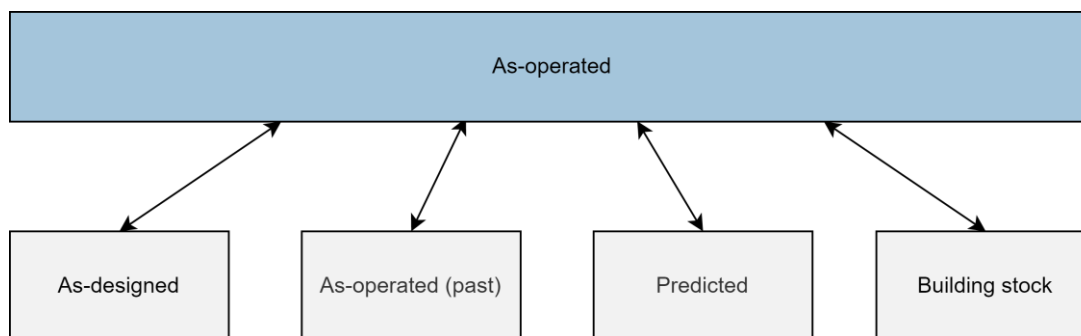 As-operated
As-designed
As-operated (past)
Predicted
Building stock